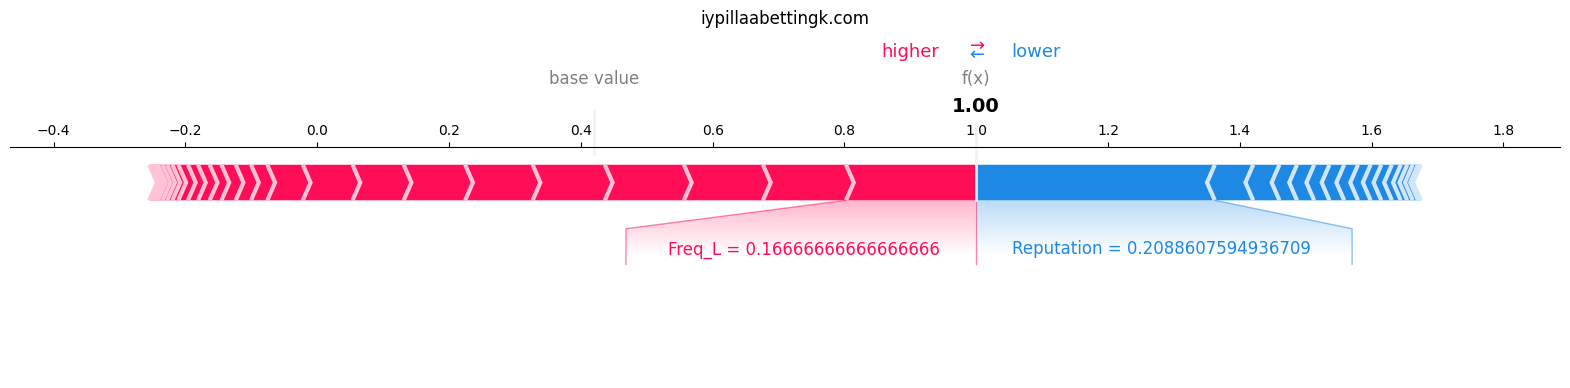 iypillaabettingk.com
higher ⇄ lower
base value f(x)
1.00
−0.4 −0.2 0.0 0.2 0.4 0.6 0.8 1.0 1.2 1.4 1.6 1.8
Freq_L = 0.16666666666666666 Reputation = 0.2088607594936709